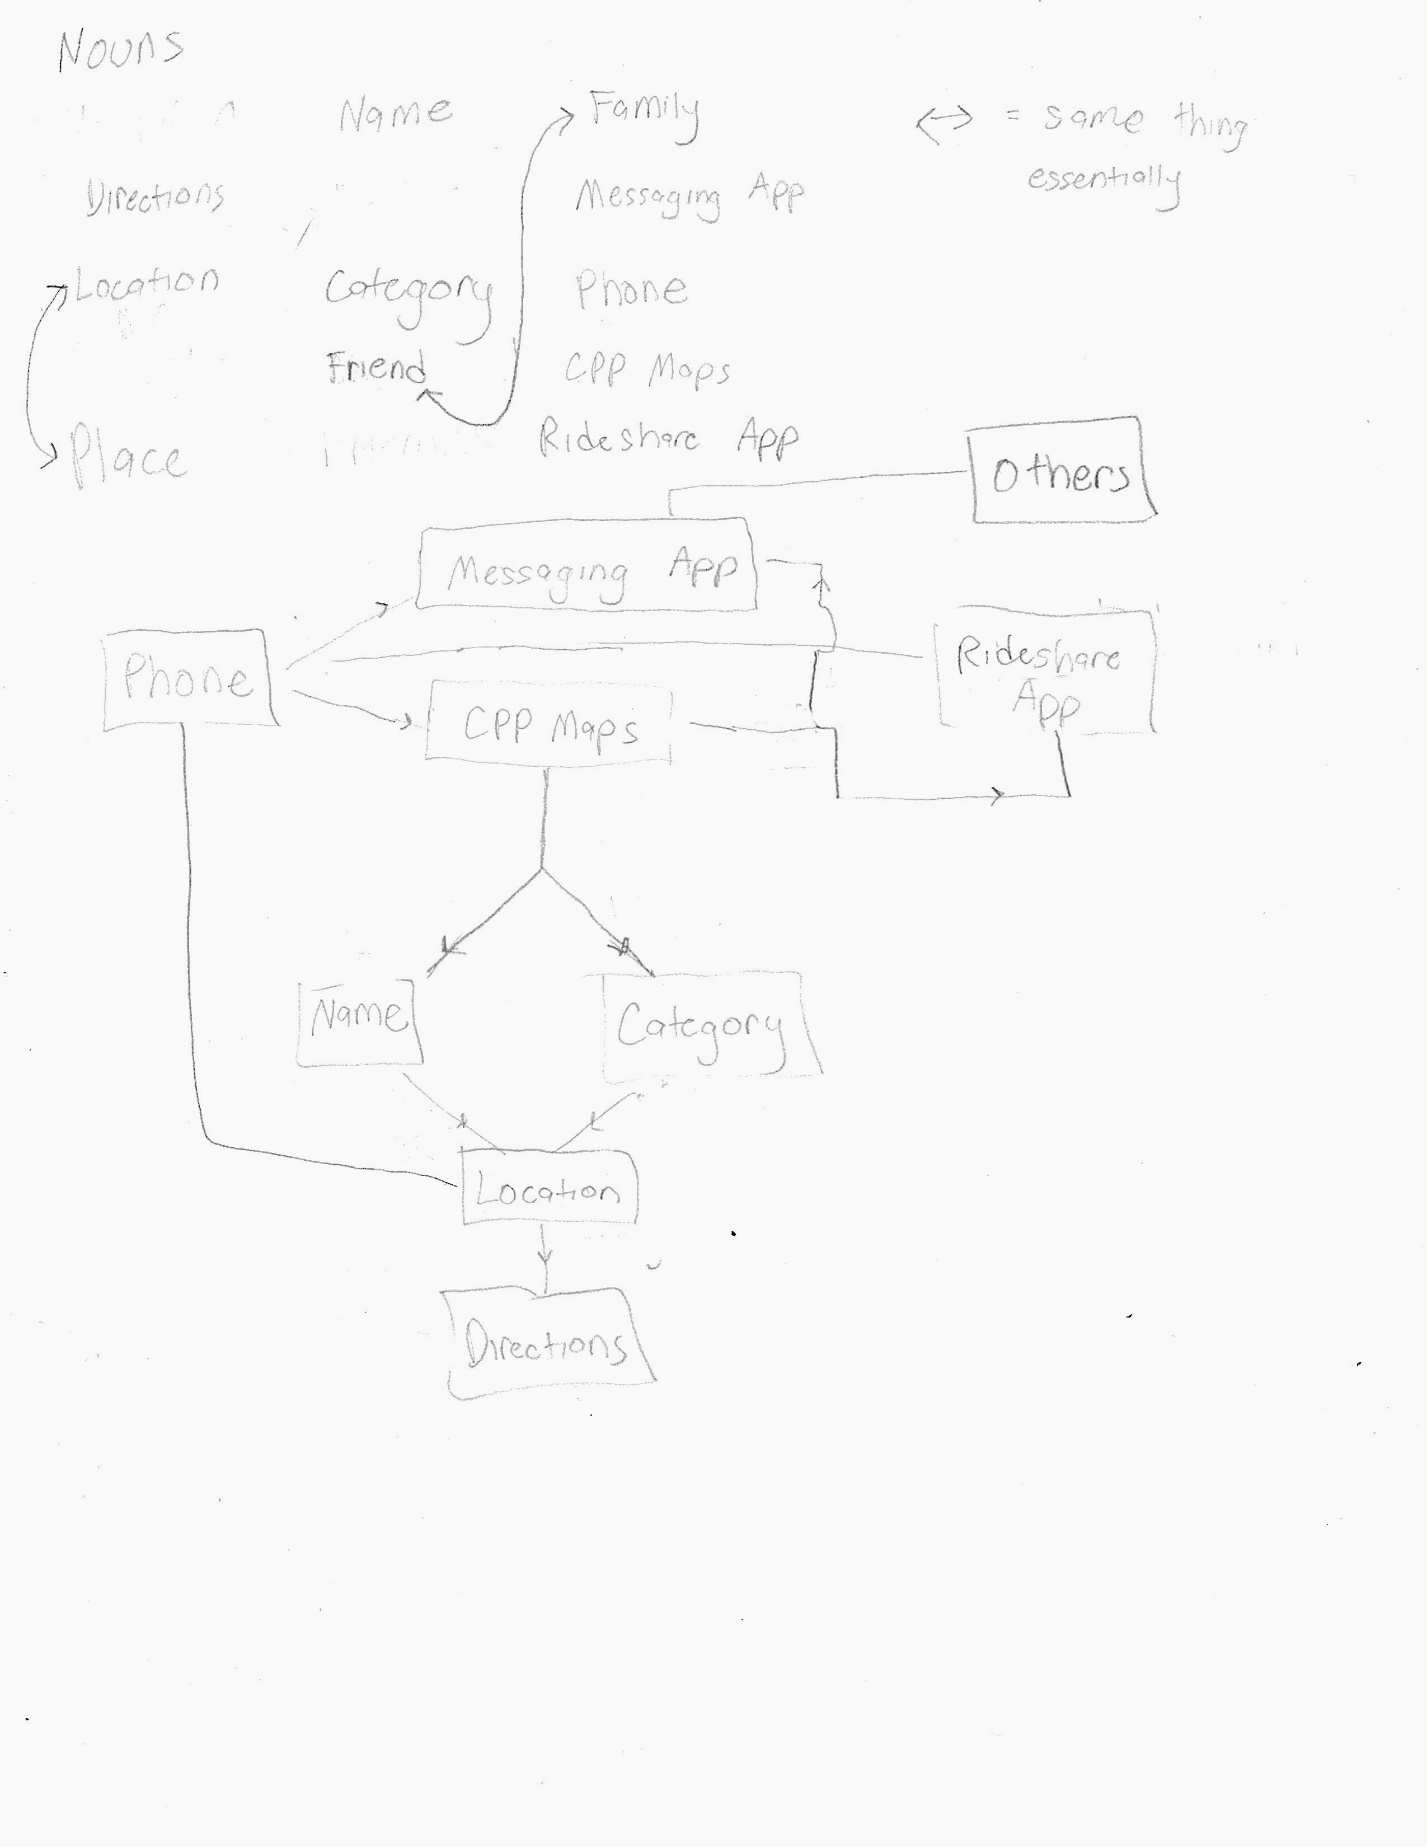 Nouns
Name Family <-> = same thing
Directions Messaging App essentially
Location Category Phone
Friend CPP Maps
Place Rideshare App
Others
Messaging App
Phone
Rideshare
App
CPP Maps
Name
Category
Location
Directions